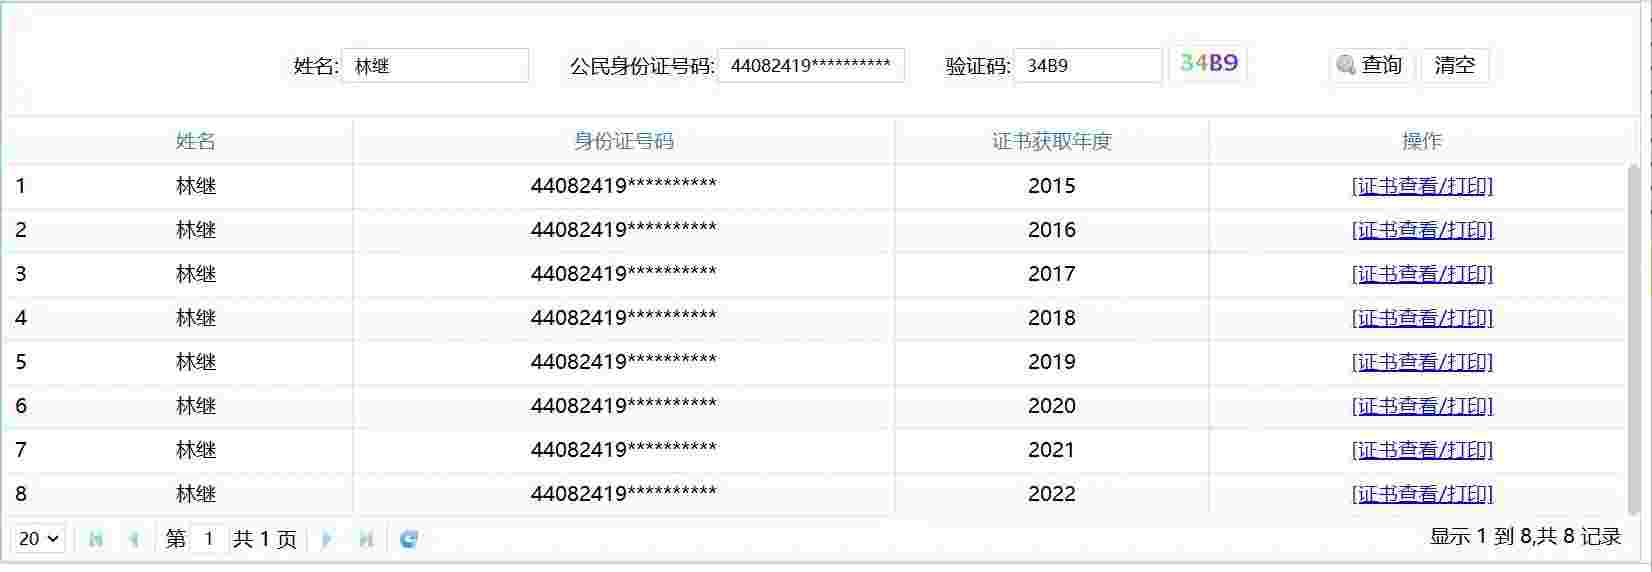 姓名: 林继 公民身份证号码: 44082419********** 验证码: 34B9 34B9 查询 清空
姓名 身份证号码 证书获取年度 操作
1 林继 44082419********** 2015 [证书查看/打印]
2 林继 44082419********** 2016 [证书查看/打印]
3 林继 44082419********** 2017 [证书查看/打印]
4 林继 44082419********** 2018 [证书查看/打印]
5 林继 44082419********** 2019 [证书查看/打印]
6 林继 44082419********** 2020 [证书查看/打印]
7 林继 44082419********** 2021 [证书查看/打印]
8 林继 44082419********** 2022 [证书查看/打印]
20 第 1 共 1 页 显示 1 到 8,共 8 记录